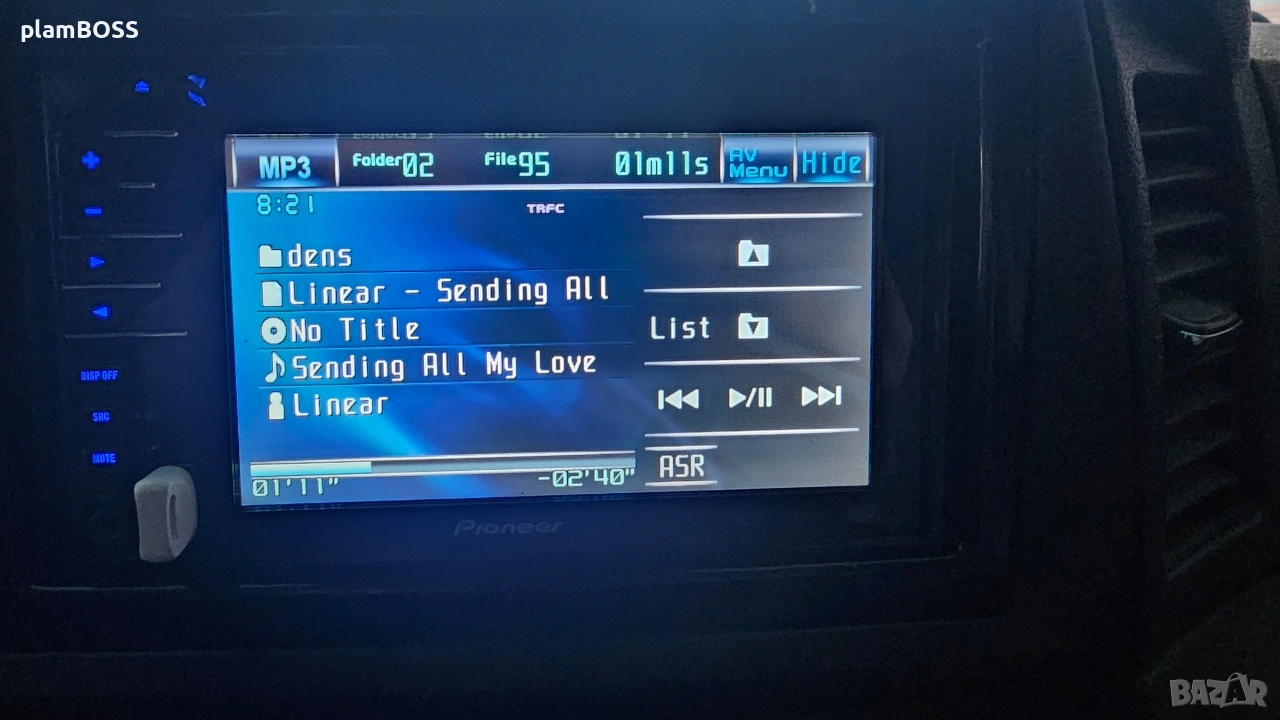 plamBOSS
MP3 Folder02 File95 01m11s AV Menu Hide
8:21 TRFC
dens
Linear - Sending All
No Title
List
Sending All My Love
Linear
ASR
01'11" -02'40"
DISP OFF
SRC
MUTE
Pioneer
BAZAR